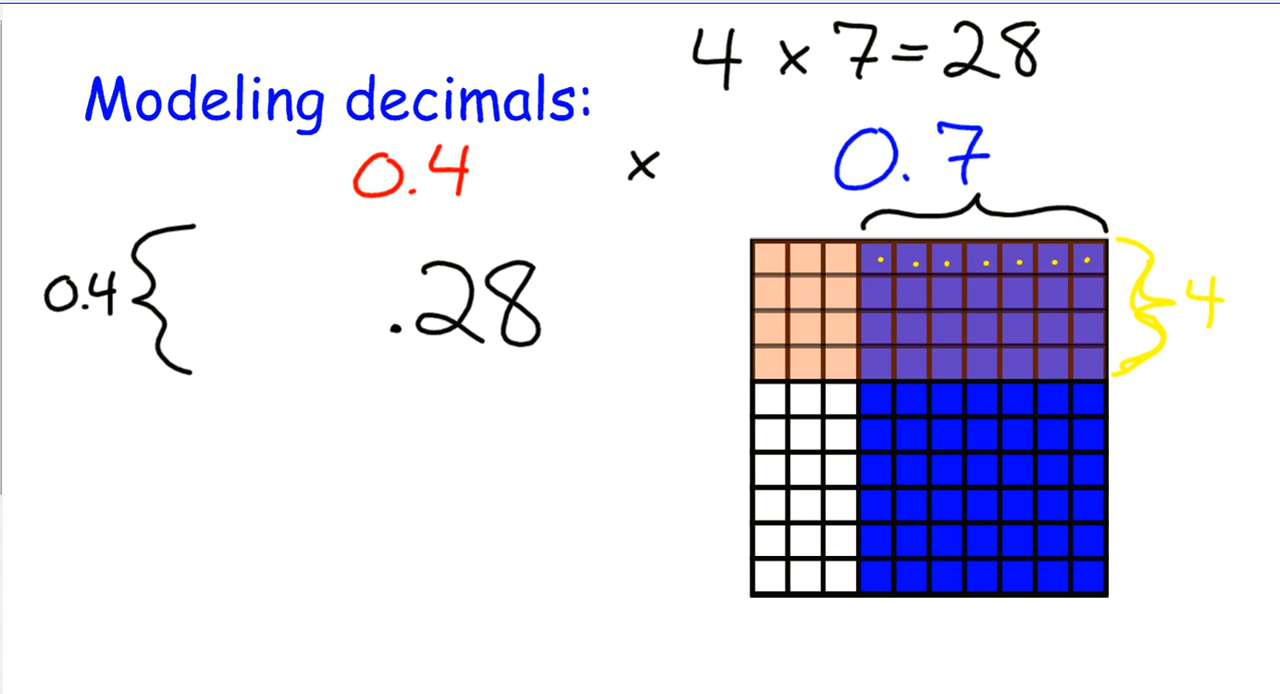 4 × 7 = 28
Modeling decimals:
0.4 × 0.7
0.4 .28
4